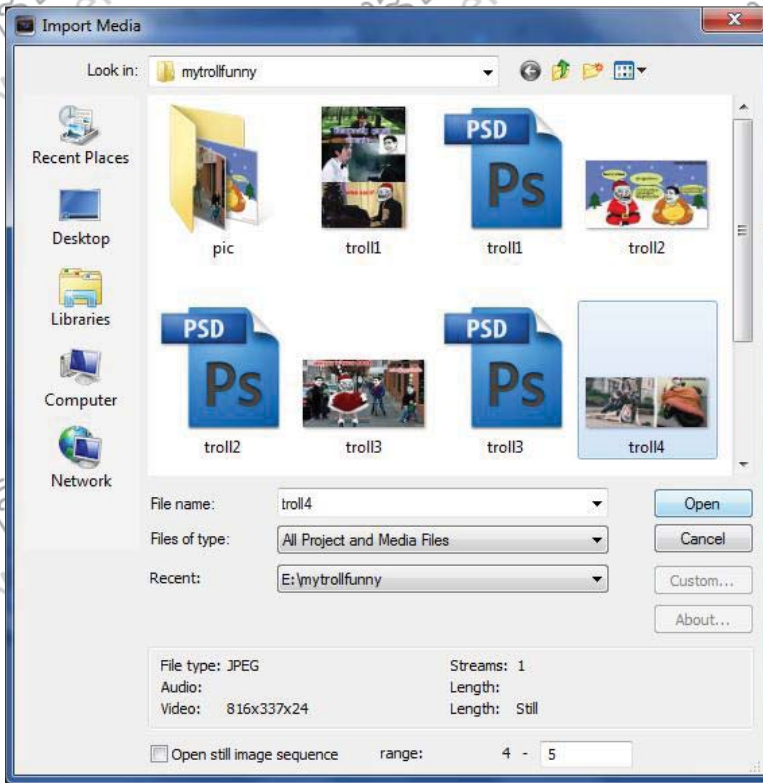 Import Media
Look in: mytrollfunny
Recent Places
Desktop
Libraries
Computer
Network
PSD
Ps
pic troll1 troll1 troll2
PSD
Ps
PSD
Ps
troll2 troll3 troll3 troll4
File name: troll4 Open
Files of type: All Project and Media Files Cancel
Recent: E:\mytrollfunny Custom...
About...
File type: JPEG Streams: 1
Audio: Length:
Video: 816x337x24 Length: Still
Open still image sequence range: 4 - 5